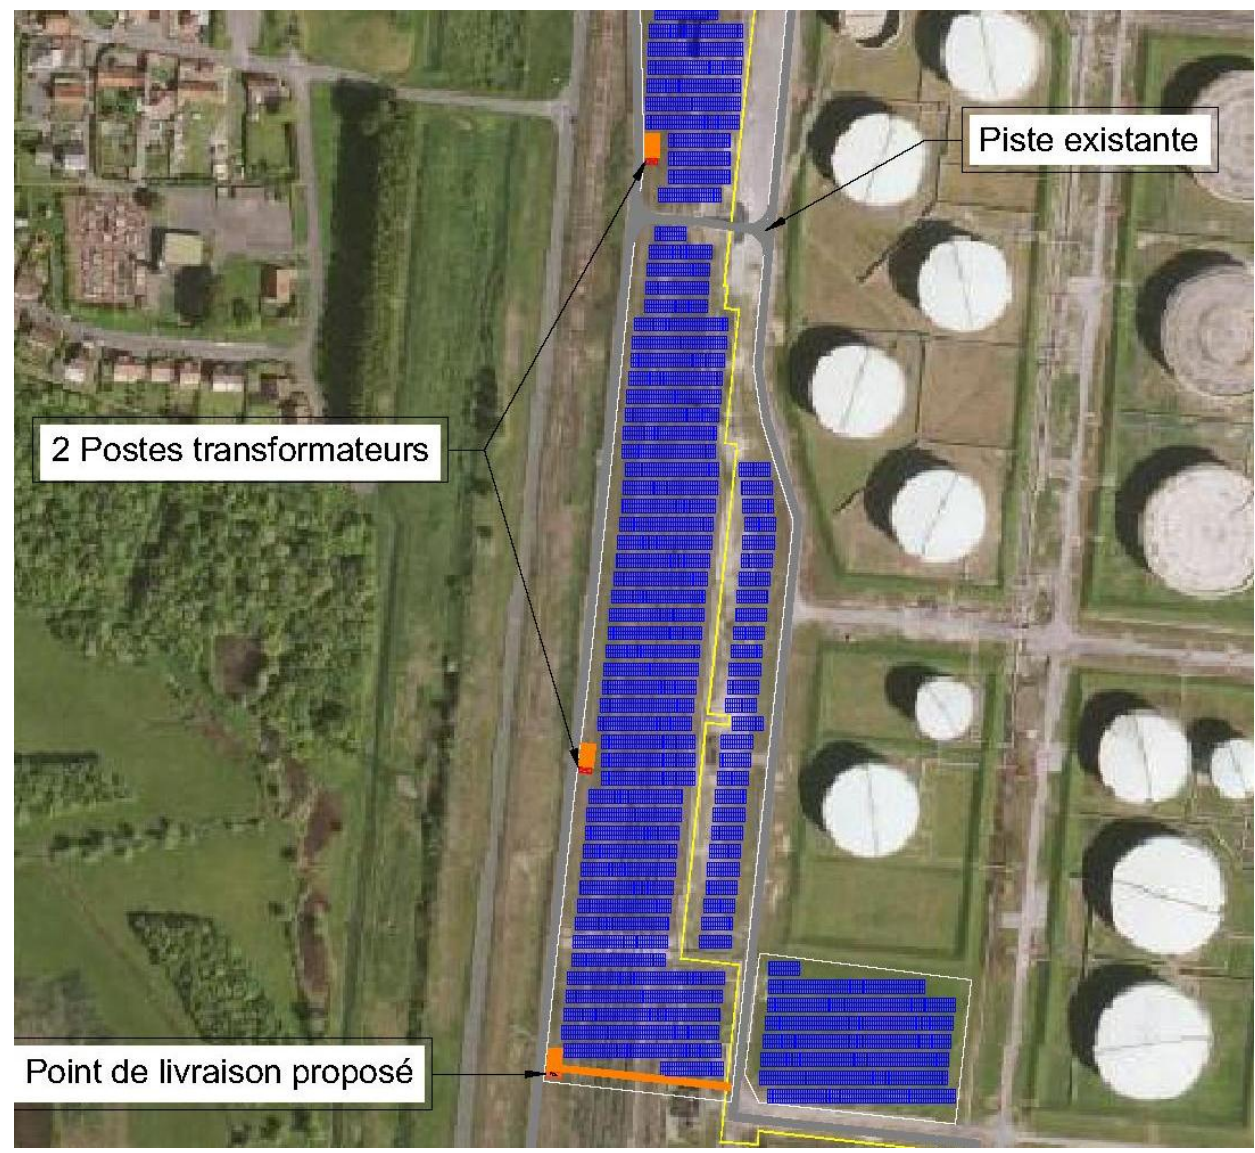 Piste existante
2 Postes transformateurs
Point de livraison proposé